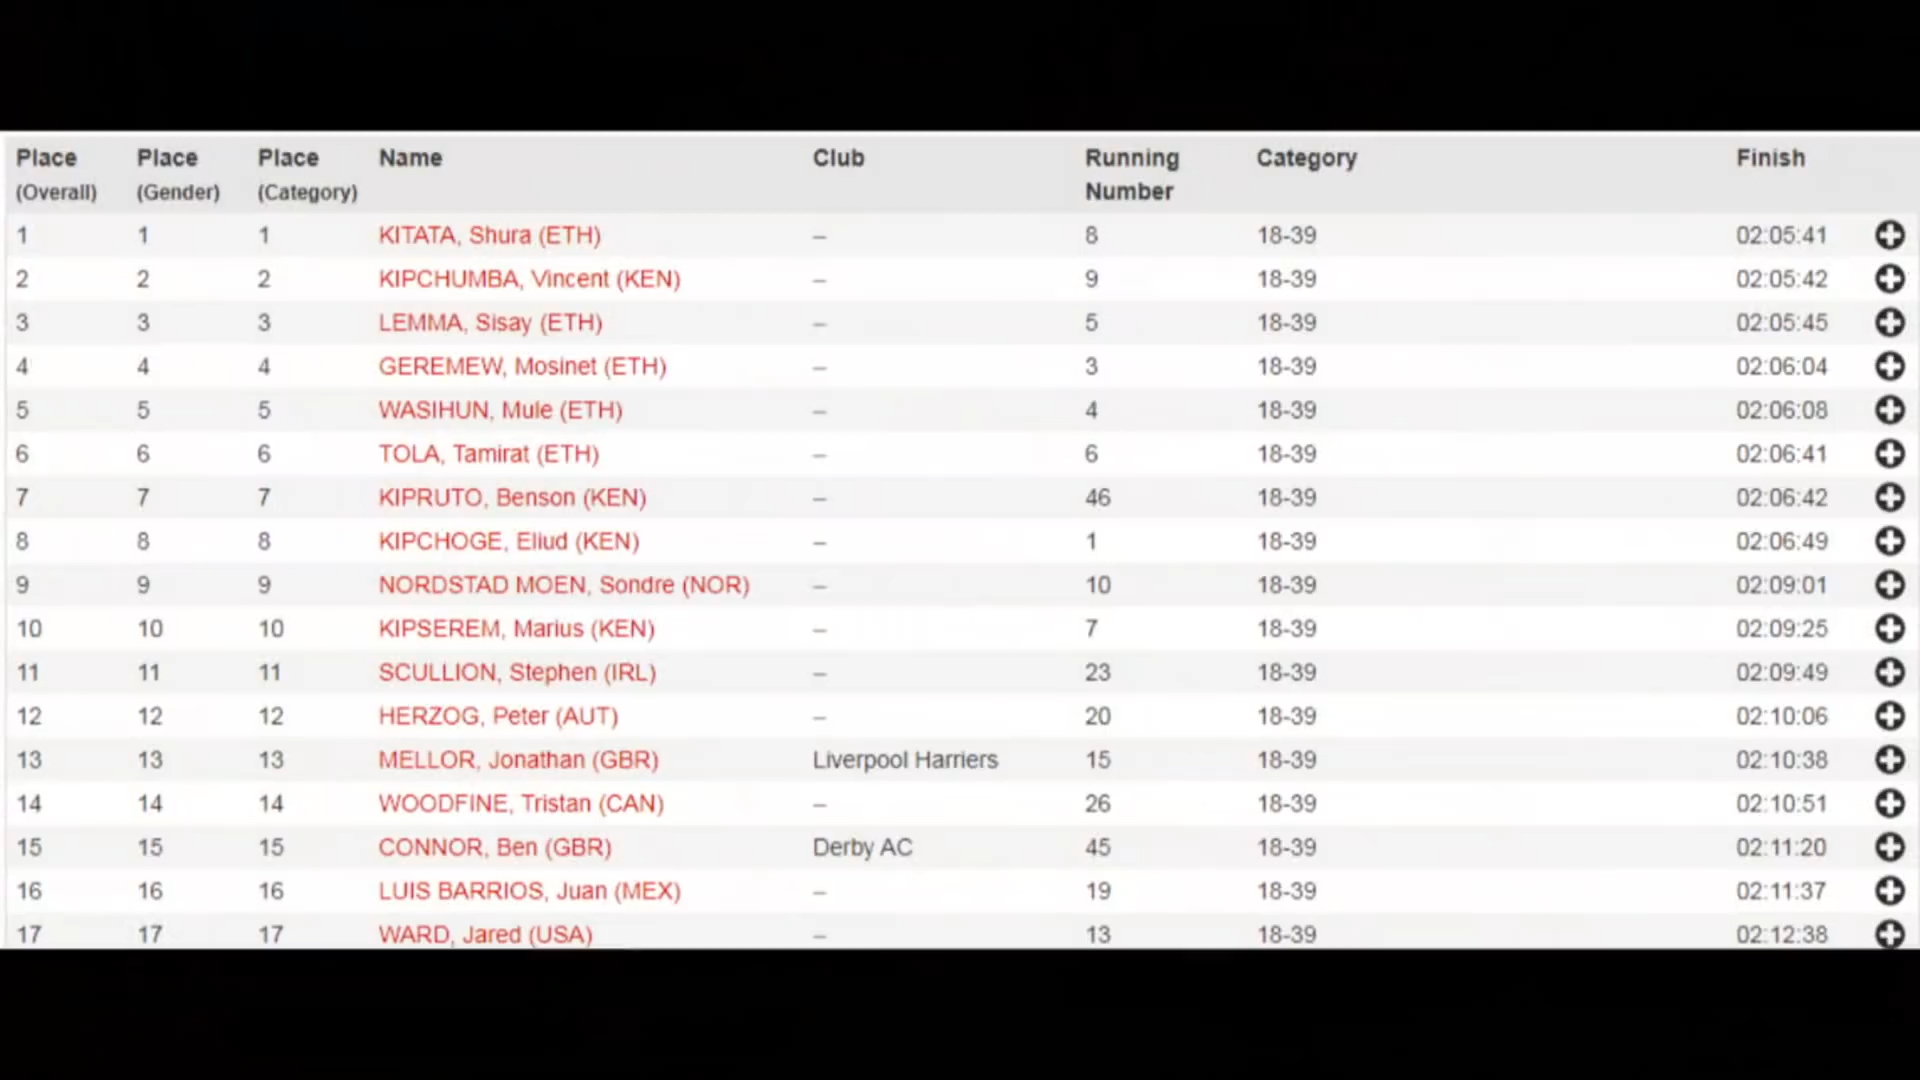 Place Place Place Name Club Running Category Finish
(Overall) (Gender) (Category) Number
1 1 1 KITATA, Shura (ETH) – 8 18-39 02:05:41
2 2 2 KIPCHUMBA, Vincent (KEN) – 9 18-39 02:05:42
3 3 3 LEMMA, Sisay (ETH) – 5 18-39 02:05:45
4 4 4 GEREMEW, Mosinet (ETH) – 3 18-39 02:06:04
5 5 5 WASIHUN, Mule (ETH) – 4 18-39 02:06:08
6 6 6 TOLA, Tamirat (ETH) – 6 18-39 02:06:41
7 7 7 KIPRUTO, Benson (KEN) – 46 18-39 02:06:42
8 8 8 KIPCHOGE, Eliud (KEN) – 1 18-39 02:06:49
9 9 9 NORDSTAD MOEN, Sondre (NOR) – 10 18-39 02:09:01
10 10 10 KIPSEREM, Marius (KEN) – 7 18-39 02:09:25
11 11 11 SCULLION, Stephen (IRL) – 23 18-39 02:09:49
12 12 12 HERZOG, Peter (AUT) – 20 18-39 02:10:06
13 13 13 MELLOR, Jonathan (GBR) Liverpool Harriers 15 18-39 02:10:38
14 14 14 WOODFINE, Tristan (CAN) – 26 18-39 02:10:51
15 15 15 CONNOR, Ben (GBR) Derby AC 45 18-39 02:11:20
16 16 16 LUIS BARRIOS, Juan (MEX) – 19 18-39 02:11:37
17 17 17 WARD, Jared (USA) – 13 18-39 02:12:38